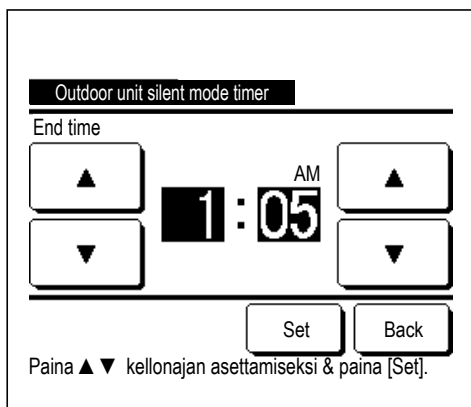 Outdoor unit silent mode timer
End time
▲ AM ▲
1 : 05
▼ ▼
Set Back
Paina ▲ ▼ kellonajan asettamiseksi & paina [Set].